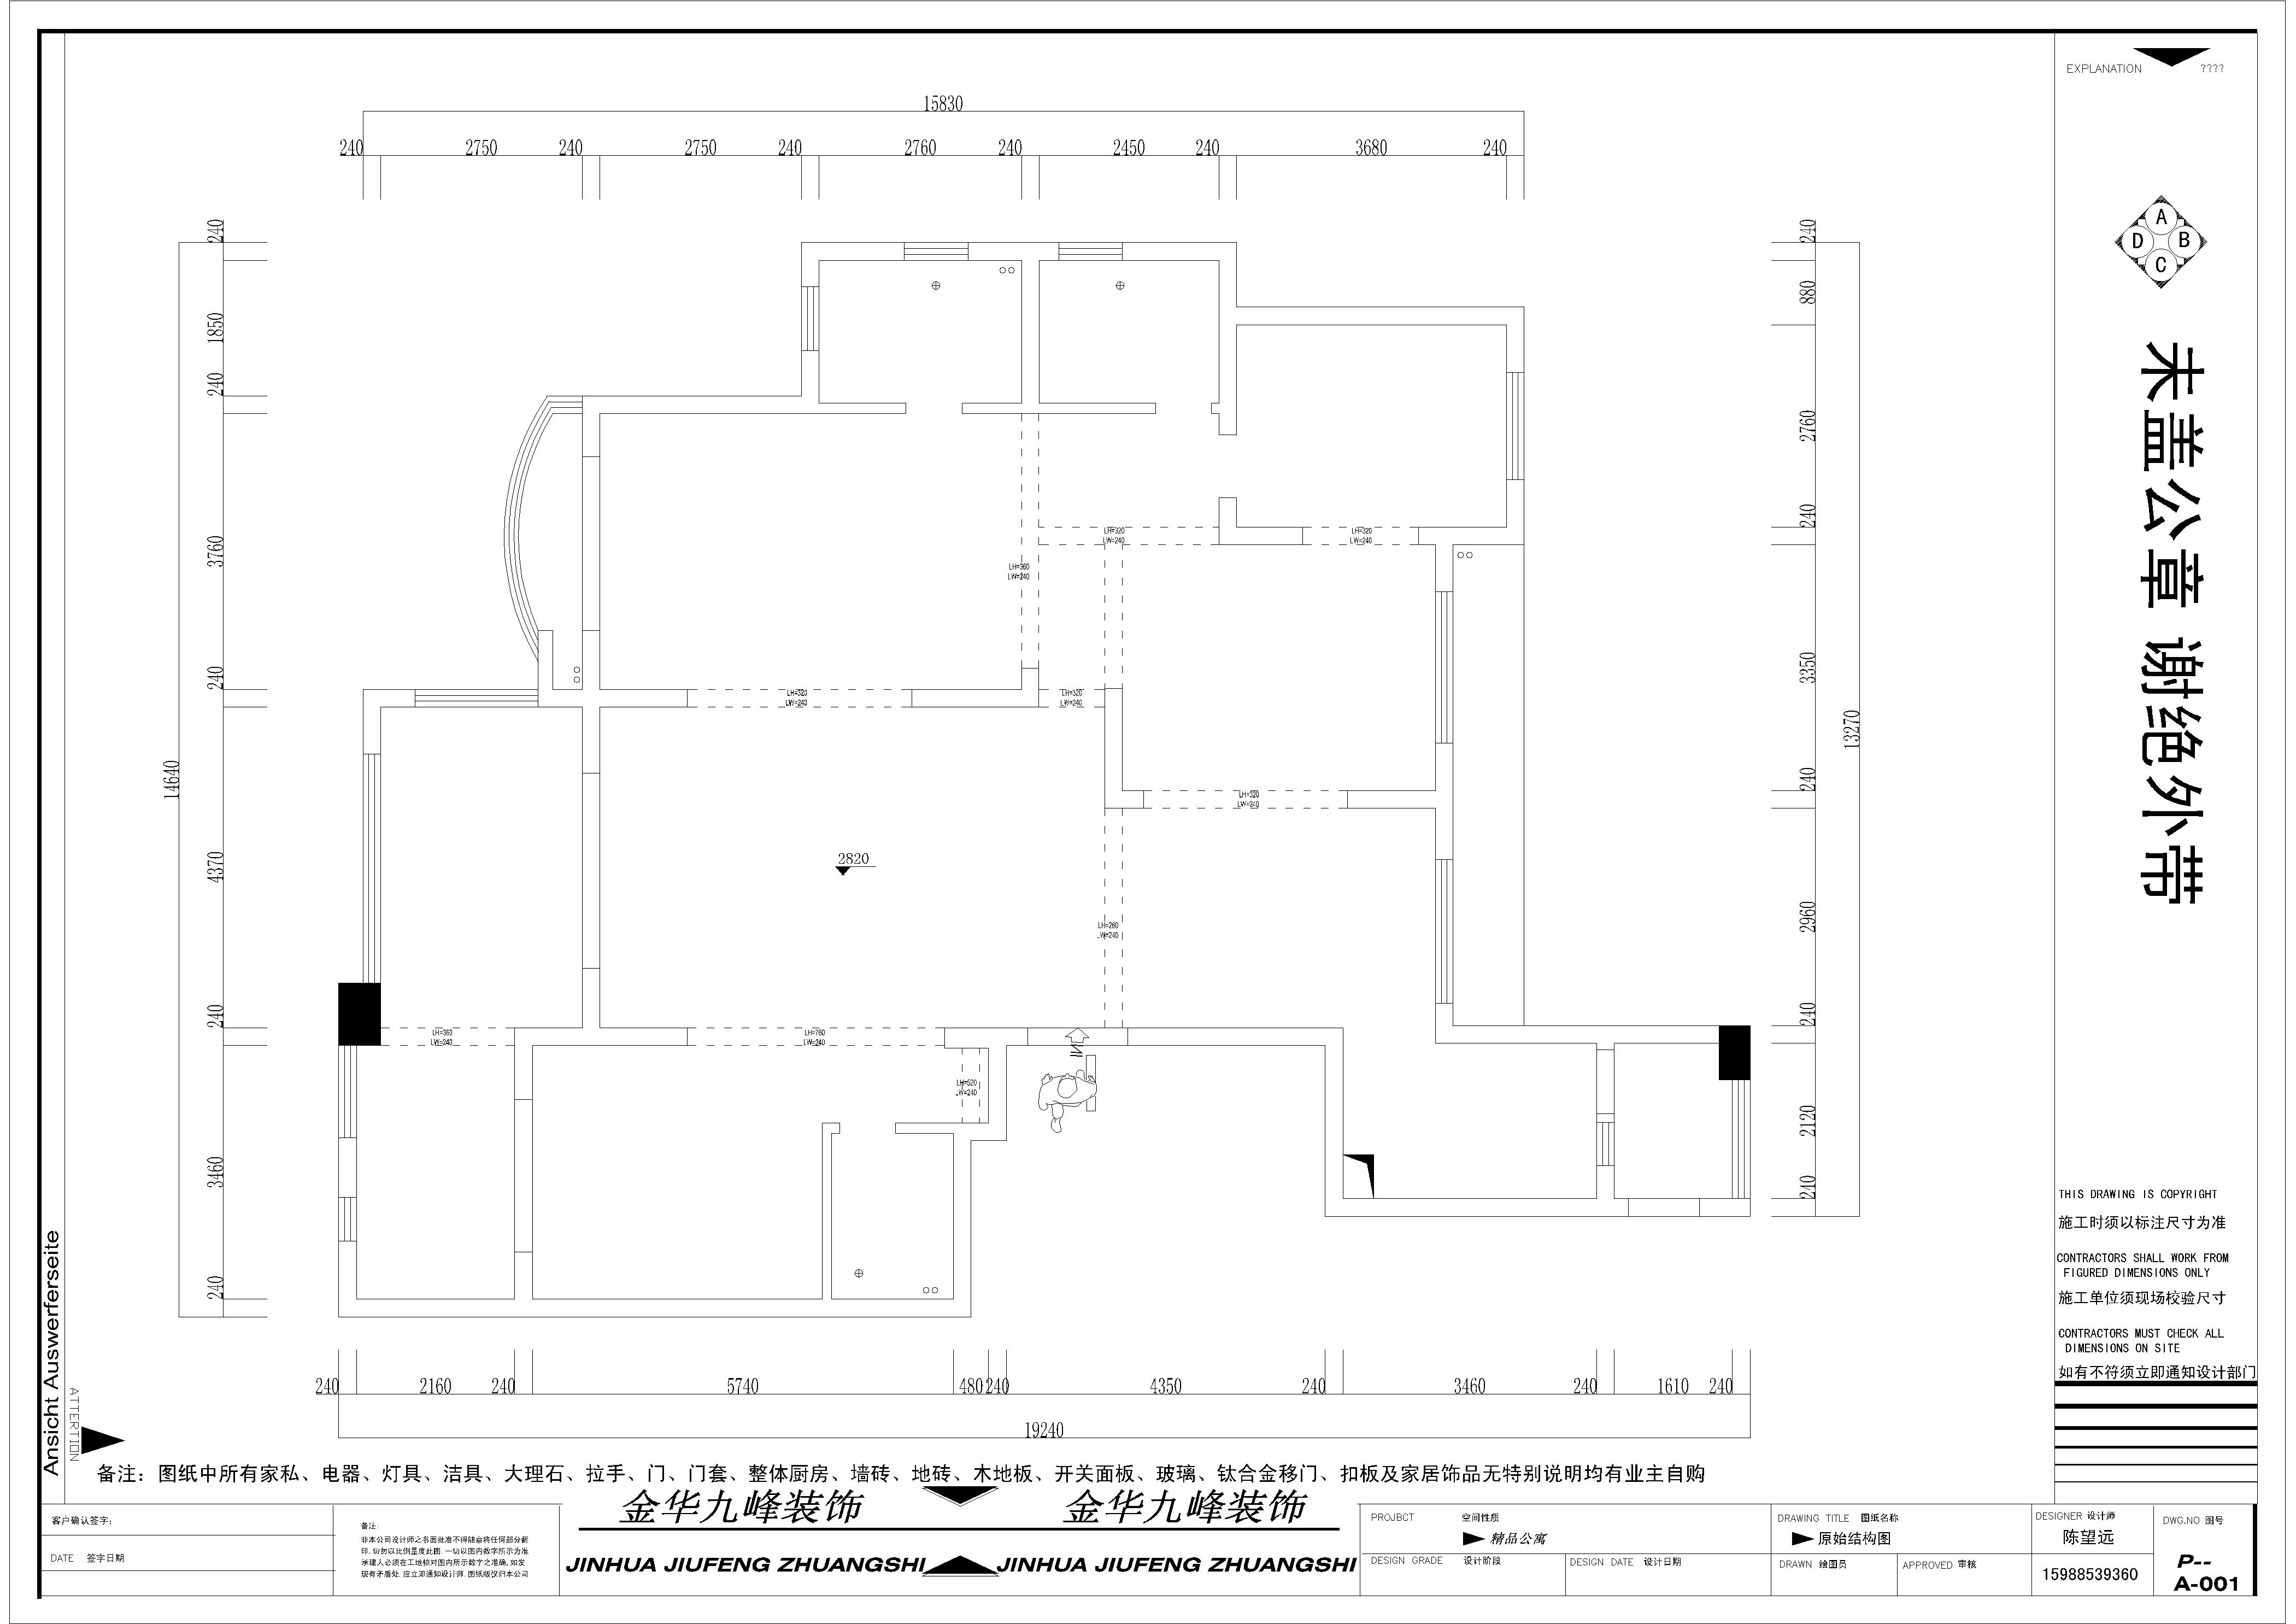 EXPLANATION ????
15830
240 2750 240 2750 240 2760 240 2450 240 3680 240
240
1850
240
3760
240
4370
240
3460
240
14640
240
880
2760
240
3350
240
2960
240
2120
240
13270
A
D B
C
未盖公章 谢绝外带
LH=320
LW=240
LH=320
LW=240
LH=360
LW=240
LH=320
LW=240
LH=320
LW=240
LH=320
LW=240
2820
LH=260
LW=240
LH=360
LW=240
LH=760
LW=240
IN
LH=520
LW=240
240 2160 240 5740 480 240 4350 240 3460 240 1610 240
19240
THIS DRAWING IS COPYRIGHT
施工时须以标注尺寸为准
CONTRACTORS SHALL WORK FROM
FIGURED DIMENSIONS ONLY
施工单位须现场校验尺寸
CONTRACTORS MUST CHECK ALL
DIMENSIONS ON SITE
如有不符须立即通知设计部门
Ansicht Auswerferseite
ATTERTION
备注：图纸中所有家私、电器、灯具、洁具、大理石、拉手、门、门套、整体厨房、墙砖、地砖、木地板、开关面板、玻璃、钛合金移门、扣板及家居饰品无特别说明均有业主自购
客户确认签字:
DATE 签字日期
备注:
非本公司设计师之书面批准不得随意将任何部分翻
印.切勿以比例量度此图.一切以图内数字所示为准
承建人必须在工地核对图内所示数字之准确,如发
现有矛盾处.应立即通知设计师.图纸版权归本公司
金华九峰装饰 金华九峰装饰
JINHUA JIUFENG ZHUANGSHI JINHUA JIUFENG ZHUANGSHI
PROJECT 空间性质
精品公寓
DESIGN GRADE 设计阶段
DESIGN DATE 设计日期
DRAWING TITLE 图纸名称
原始结构图
DRAWN 绘图员
APPROVED 审核
DESIGNER 设计师
陈望远
15988539360
DWG.NO 图号
P--
A-001